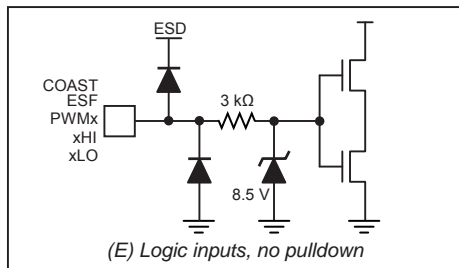 ESD
COAST
ESF
PWMx
xHI
xLO
3 kΩ
8.5 V
(E) Logic inputs, no pulldown